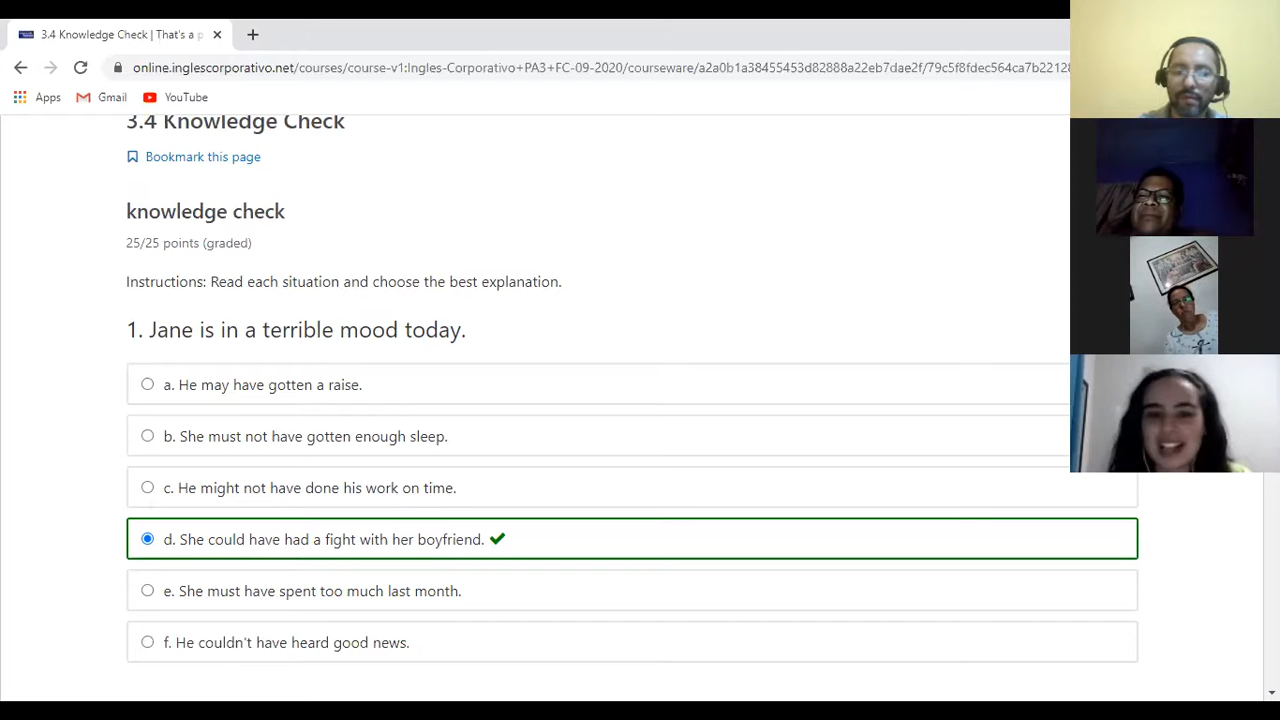 3.4 Knowledge Check | That's a p
online.inglescorporativo.net/courses/course-v1:Ingles-Corporativo+PA3+FC-09-2020/courseware/a2a0b1a38455453d82888a22eb7dae2f/79c5f8fdec564ca7b22128
Apps Gmail YouTube
3.4 Knowledge Check
Bookmark this page
knowledge check
25/25 points (graded)
Instructions: Read each situation and choose the best explanation.
1. Jane is in a terrible mood today.
a. He may have gotten a raise.
b. She must not have gotten enough sleep.
c. He might not have done his work on time.
d. She could have had a fight with her boyfriend.
e. She must have spent too much last month.
f. He couldn't have heard good news.